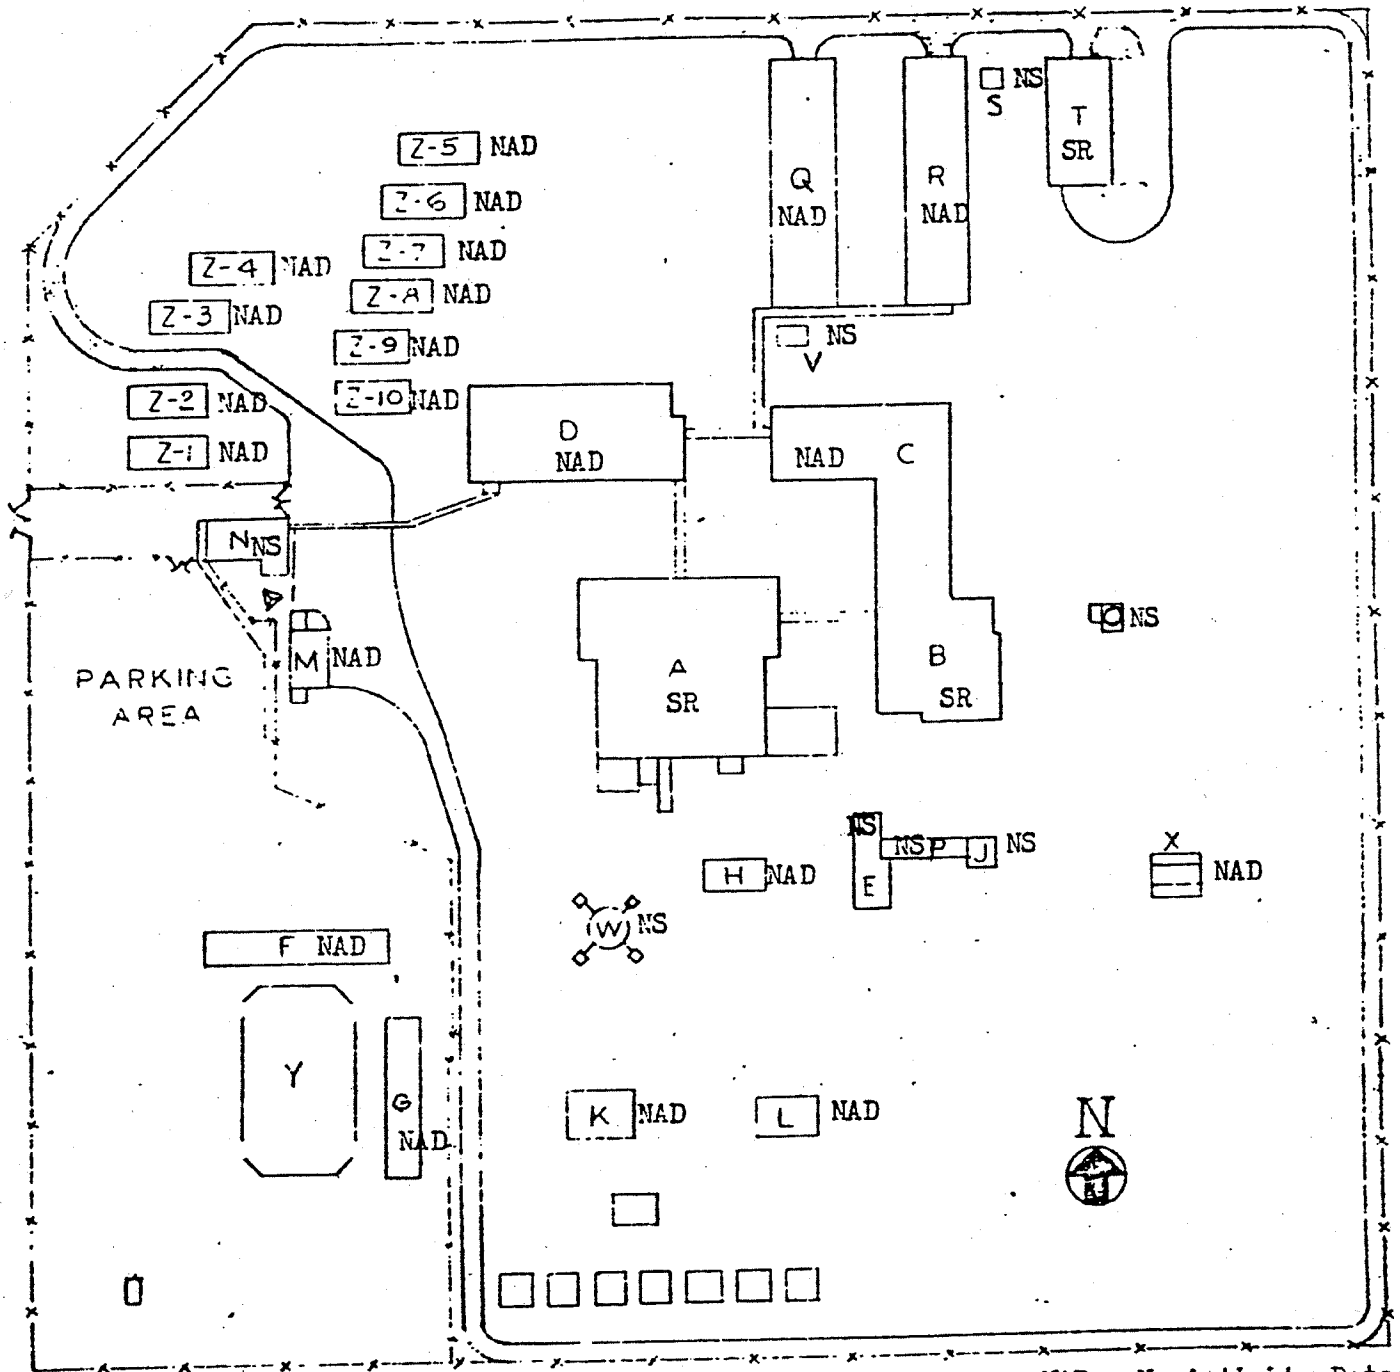 S NS
T
SR
Q
NAD
R
NAD
Z-5 NAD
Z-6 NAD
Z-7 NAD
Z-4 NAD
Z-8 NAD
Z-3 NAD
Z-9 NAD
Z-10 NAD
Z-2 NAD
Z-1 NAD
V NS
D
NAD
NAD C
N NS
M NAD
PARKING
AREA
A
SR
B
SR
O NS
NS
E
NS P J NS
X
NAD
H NAD
W NS
F NAD
Y
G
NAD
K NAD
L NAD
N